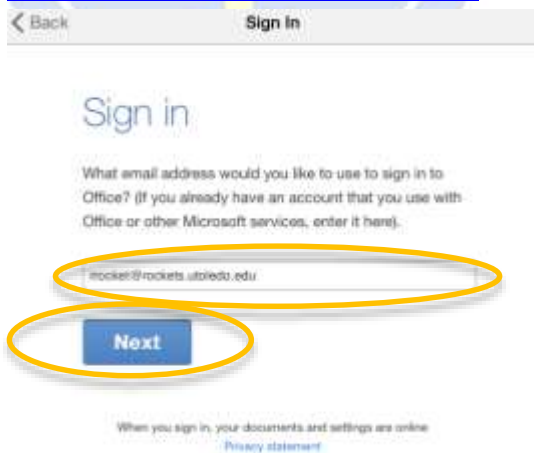 Back
Sign In
Sign in
What email address would you like to use to sign in to
Office? (If you already have an account that you use with
Office or other Microsoft services, enter it here).
rrocket@rockets.utoledo.edu
Next
When you sign in, your documents and settings are online
Privacy statement